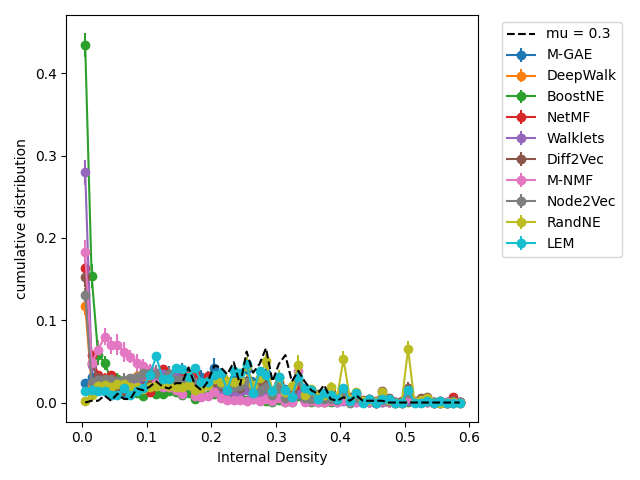 cumulative distribution
0.4
0.3
0.2
0.1
0.0
0.0
0.1
0.2
0.3
0.4
0.5
0.6
Internal Density
mu = 0.3
M-GAE
DeepWalk
BoostNE
NetMF
Walklets
Diff2Vec
M-NMF
Node2Vec
RandNE
LEM